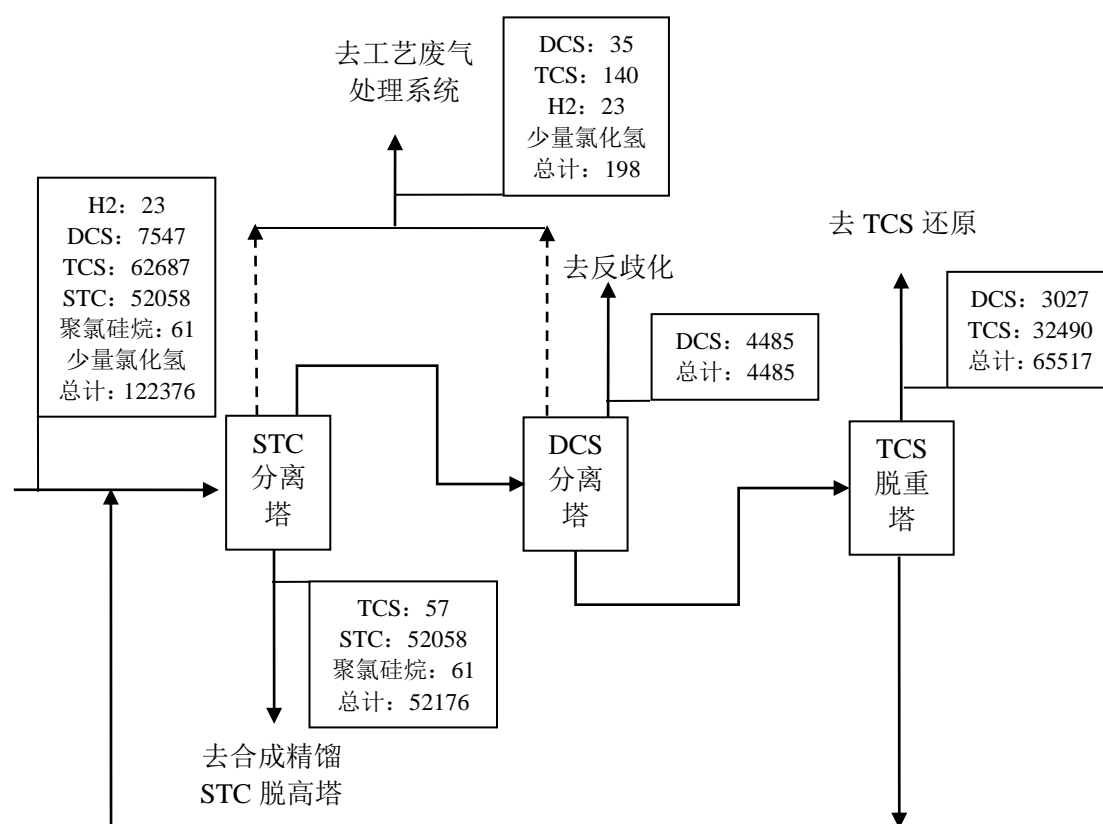 去工艺废气
处理系统
DCS：35
TCS：140
H2：23
少量氯化氢
总计：198
H2：23
DCS：7547
TCS：62687
STC：52058
聚氯硅烷：61
少量氯化氢
总计：122376
去反歧化
DCS：4485
总计：4485
去 TCS 还原
DCS：3027
TCS：32490
总计：65517
STC
分离
塔
DCS
分离
塔
TCS
脱重
塔
TCS：57
STC：52058
聚氯硅烷：61
总计：52176
去合成精馏
STC 脱高塔